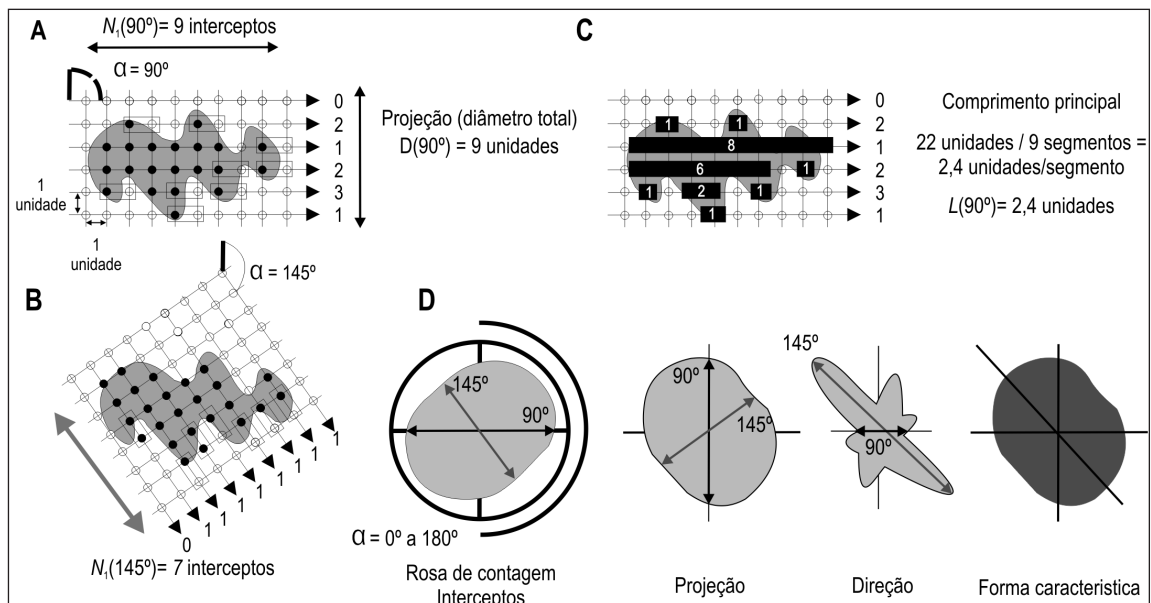 A
N₁(90º)= 9 interceptos
α = 90º
0
2
1
2
3
1
1
unidade
1
unidade
Projeção (diâmetro total)
D(90º) = 9 unidades
C
1
1
8
6
1
1
2
1
1
0
2
1
2
3
1
Comprimento principal
22 unidades / 9 segmentos =
2,4 unidades/segmento
L(90º)= 2,4 unidades
B
α = 145º
0
1
1
1
1
1
1
1
N₁(145º)= 7 interceptos
D
145º
90º
α = 0º a 180º
Rosa de contagem
Interceptos
90º
145º
Projeção
145º
90º
Direção
Forma caracteristica